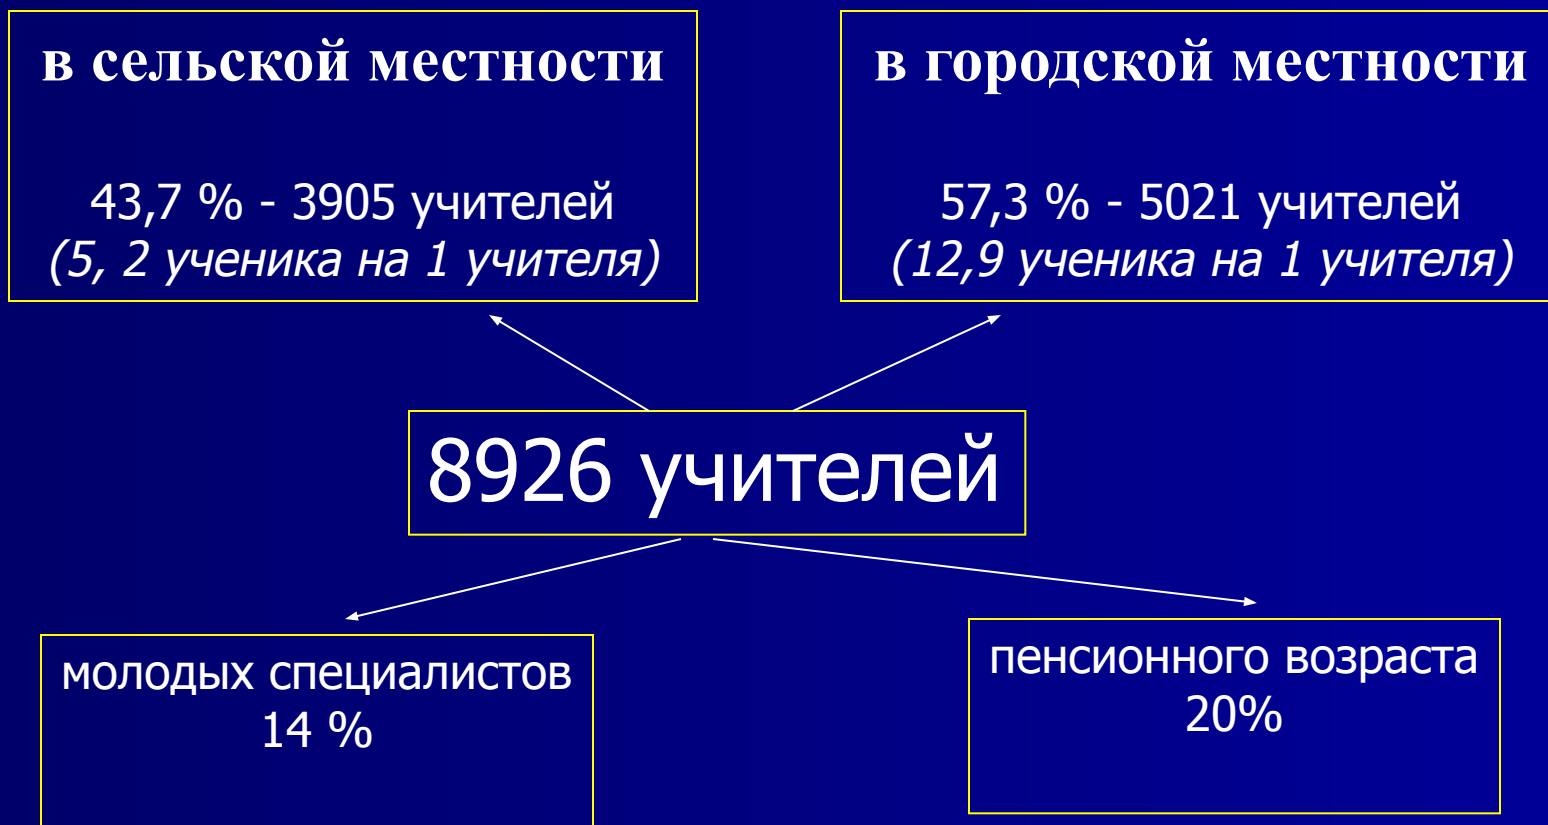 в сельской местности
43,7 % - 3905 учителей
(5, 2 ученика на 1 учителя)
в городской местности
57,3 % - 5021 учителей
(12,9 ученика на 1 учителя)
8926 учителей
молодых специалистов
14 %
пенсионного возраста
20%